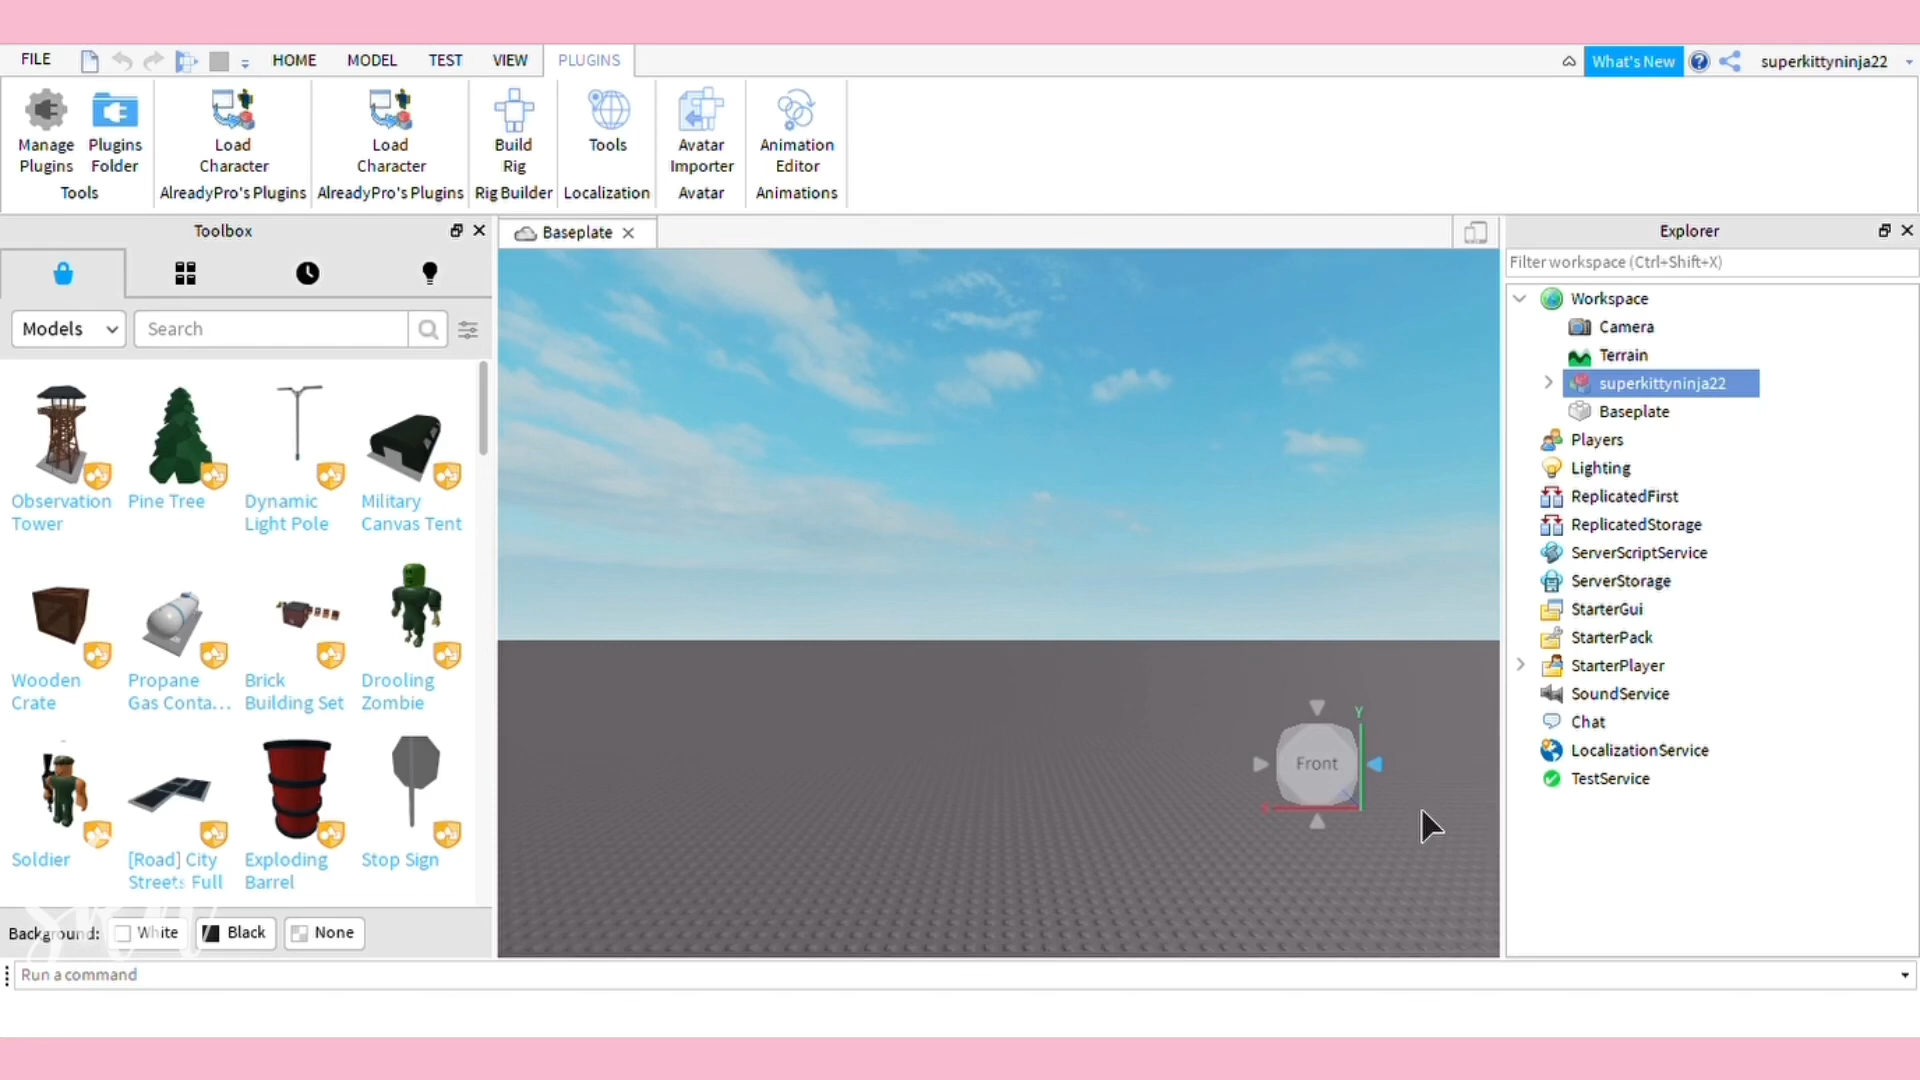 FILE HOME MODEL TEST VIEW PLUGINS What's New superkittyninja22
Manage Plugins
Plugins Folder
Tools
Load Character
AlreadyPro's Plugins
Load Character
AlreadyPro's Plugins
Build Rig
Rig Builder
Tools
Localization
Avatar Importer
Avatar
Animation Editor
Animations
Toolbox
Models Search
Observation Tower
Pine Tree
Dynamic Light Pole
Military Canvas Tent
Wooden Crate
Propane Gas Conta...
Brick Building Set
Drooling Zombie
Soldier
[Road] City Streets Full
Exploding Barrel
Stop Sign
Background: White Black None
Run a command
Baseplate
Front
Y
Explorer
Filter workspace (Ctrl+Shift+X)
Workspace
Camera
Terrain
superkittyninja22
Baseplate
Players
Lighting
ReplicatedFirst
ReplicatedStorage
ServerScriptService
ServerStorage
StarterGui
StarterPack
StarterPlayer
SoundService
Chat
LocalizationService
TestService